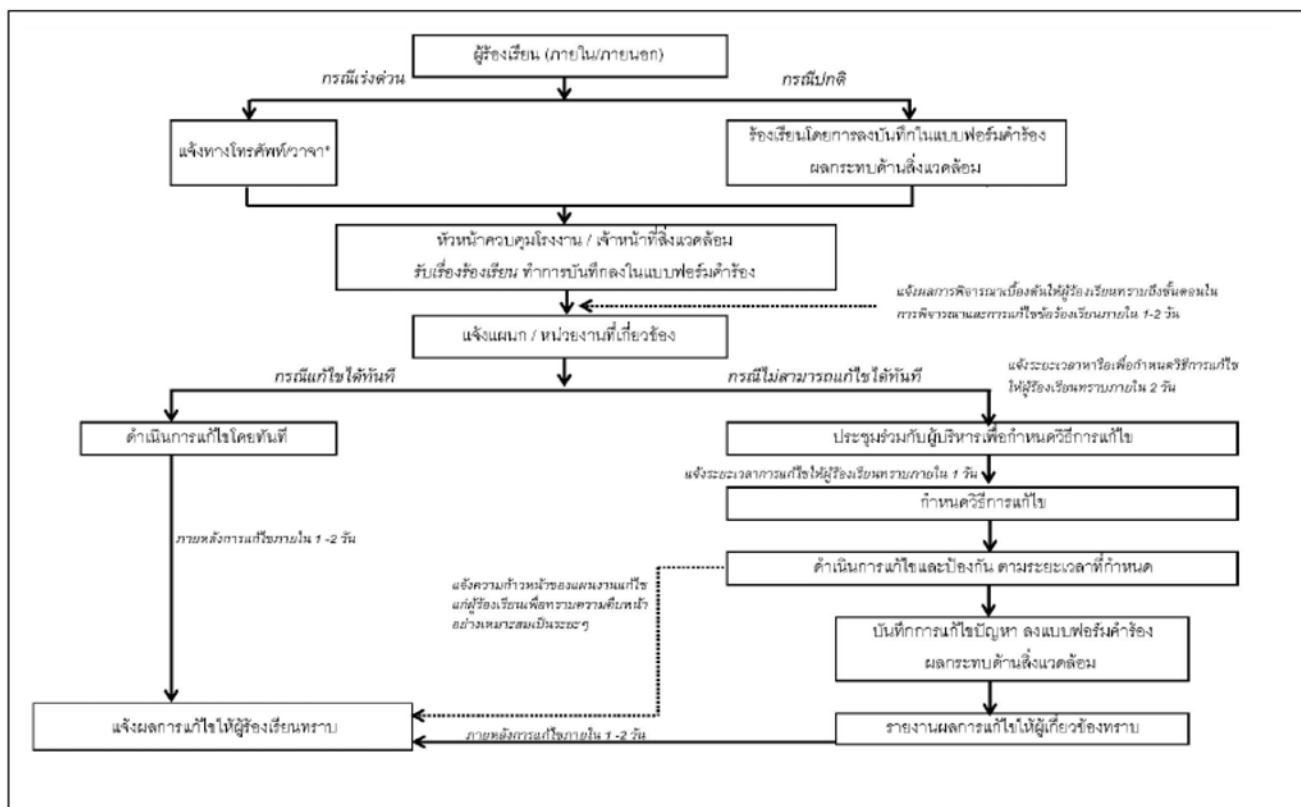 ผู้ร้องเรียน (ภายใน/ภายนอก)
กรณีเร่งด่วน
กรณีปกติ
แจ้งทางโทรศัพท์/วาจา*
ร้องเรียนโดยการลงบันทึกในแบบฟอร์มคำร้อง
ผลกระทบด้านสิ่งแวดล้อม
หัวหน้าควบคุมโรงงาน / เจ้าหน้าที่สิ่งแวดล้อม
รับเรื่องร้องเรียน ทำการบันทึกลงในแบบฟอร์มคำร้อง
แจ้งผลการพิจารณาเบื้องต้นให้ผู้ร้องเรียนทราบถึงขั้นตอนใน
การพิจารณาและการแก้ไขข้อร้องเรียนภายใน 1-2 วัน
แจ้งแผนก / หน่วยงานที่เกี่ยวข้อง
กรณีแก้ไขได้ทันที
กรณีไม่สามารถแก้ไขได้ทันที
แจ้งระยะเวลาหารือเพื่อกำหนดวิธีการแก้ไข
ให้ผู้ร้องเรียนทราบภายใน 2 วัน
ดำเนินการแก้ไขโดยทันที
ประชุมร่วมกับผู้บริหารเพื่อกำหนดวิธีการแก้ไข
แจ้งระยะเวลาการแก้ไขให้ผู้ร้องเรียนทราบภายใน 1 วัน
กำหนดวิธีการแก้ไข
ภายหลังการแก้ไขภายใน 1 -2 วัน
ดำเนินการแก้ไขและป้องกัน ตามระยะเวลาที่กำหนด
แจ้งความก้าวหน้าของแผนงานแก้ไข
แก่ผู้ร้องเรียนเพื่อทราบความคืบหน้า
อย่างเหมาะสมเป็นระยะๆ
บันทึกการแก้ไขปัญหา ลงแบบฟอร์มคำร้อง
ผลกระทบด้านสิ่งแวดล้อม
แจ้งผลการแก้ไขให้ผู้ร้องเรียนทราบ
รายงานผลการแก้ไขให้ผู้เกี่ยวข้องทราบ
ภายหลังการแก้ไขภายใน 1 -2 วัน